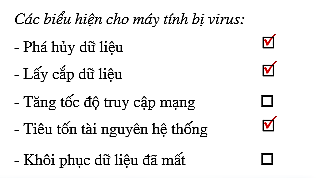 Các biểu hiện cho máy tính bị virus:
- Phá hủy dữ liệu ☑
- Lấy cắp dữ liệu ☑
- Tăng tốc độ truy cập mạng ☐
- Tiêu tốn tài nguyên hệ thống ☑
- Khôi phục dữ liệu đã mất ☐